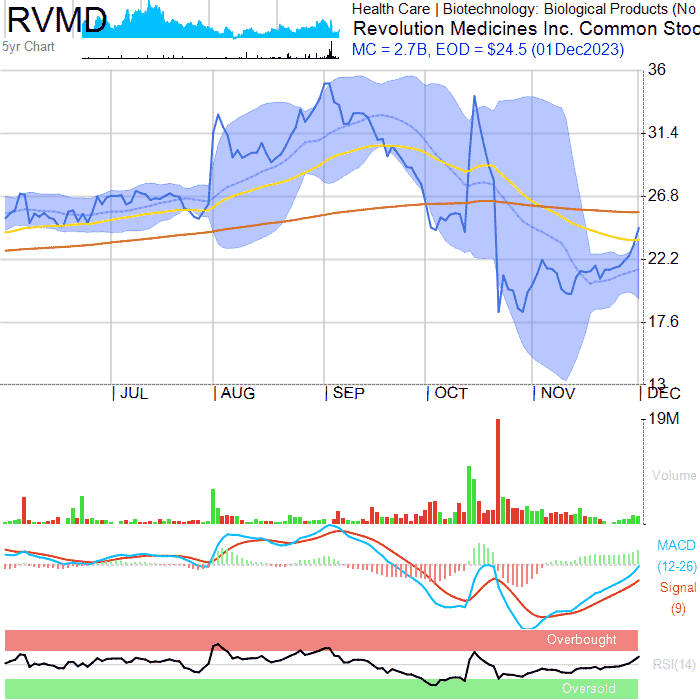 RVMD
5yr Chart
Health Care | Biotechnology: Biological Products (No
Revolution Medicines Inc. Common Stoc
MC = 2.7B, EOD = $24.5 (01Dec2023)
36
31.4
26.8
22.2
17.6
13
JUL AUG SEP OCT NOV DEC
19M
Volume
MACD
(12-26)
Signal
(9)
Overbought
RSI(14)
Oversold